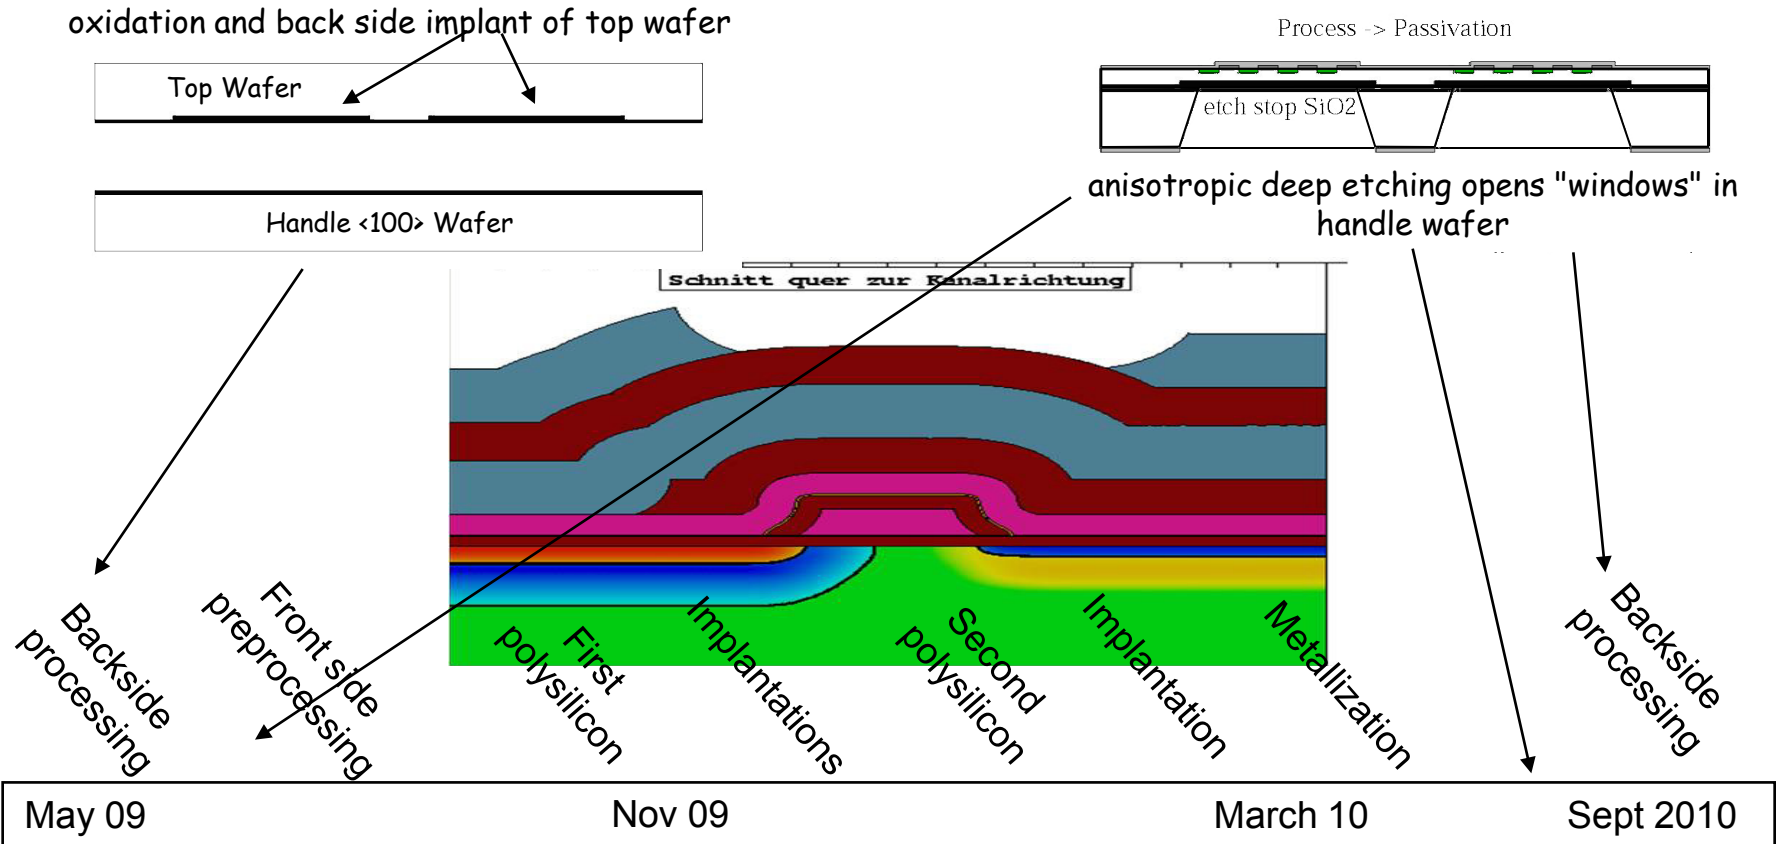 oxidation and back side implant of top wafer
Top Wafer
Handle <100> Wafer
Process -> Passivation
etch stop SiO2
anisotropic deep etching opens "windows" in
handle wafer
Schnitt quer zur Kanalrichtung
Backside
processing
Front side
preprocessing
First
polysilicon
Implantations
Second
polysilicon
Implantation
Metallization
Backside
processing
May 09
Nov 09
March 10
Sept 2010